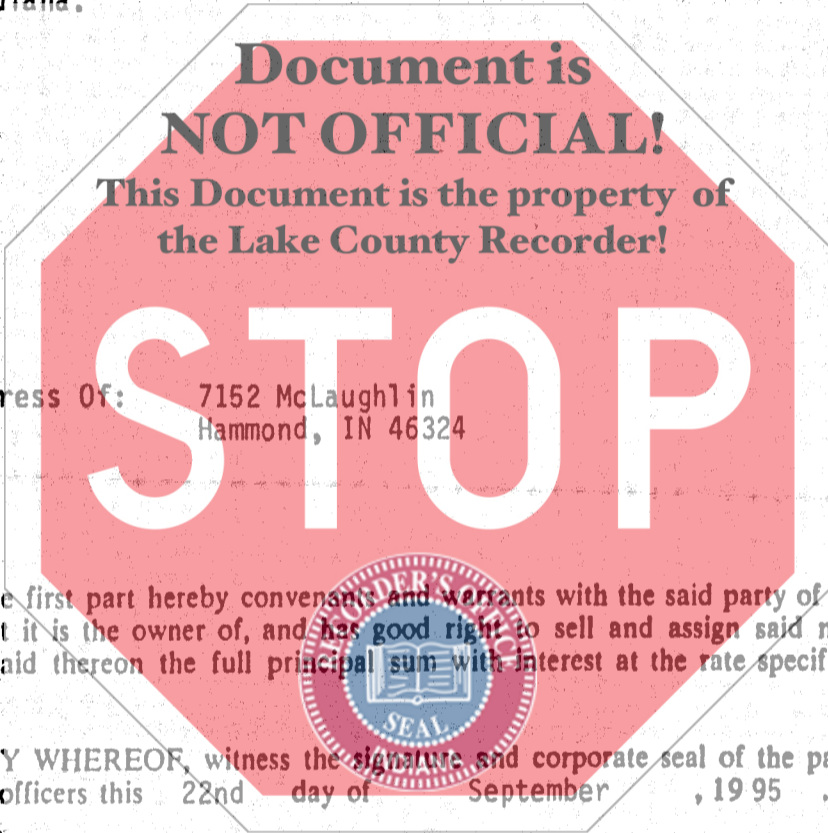 Document is
NOT OFFICIAL!
This Document is the property of
the Lake County Recorder!
STOP
ress Of: 7152 McLaughlin
Hammond, IN 46324
e first part hereby convenants and warrants with the said party of
t it is the owner of, and has good right to sell and assign said
aid thereon the full principal sum with interest at the rate specif
SEAL
INDIANA
Y WHEREOF, witness the signature and corporate seal of the pa
officers this 22nd day of September , 1995 .